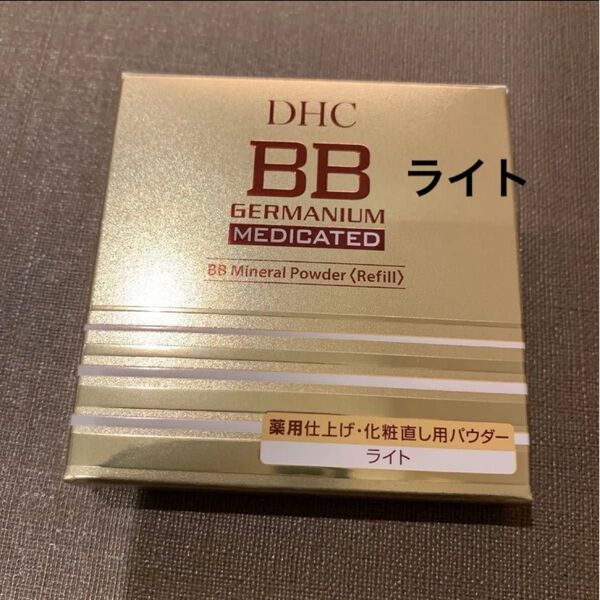 DHC
BB
ライト
GERMANIUM
MEDICATED
BB Mineral Powder〈Refill〉
薬用仕上げ・化粧直し用パウダー
ライト